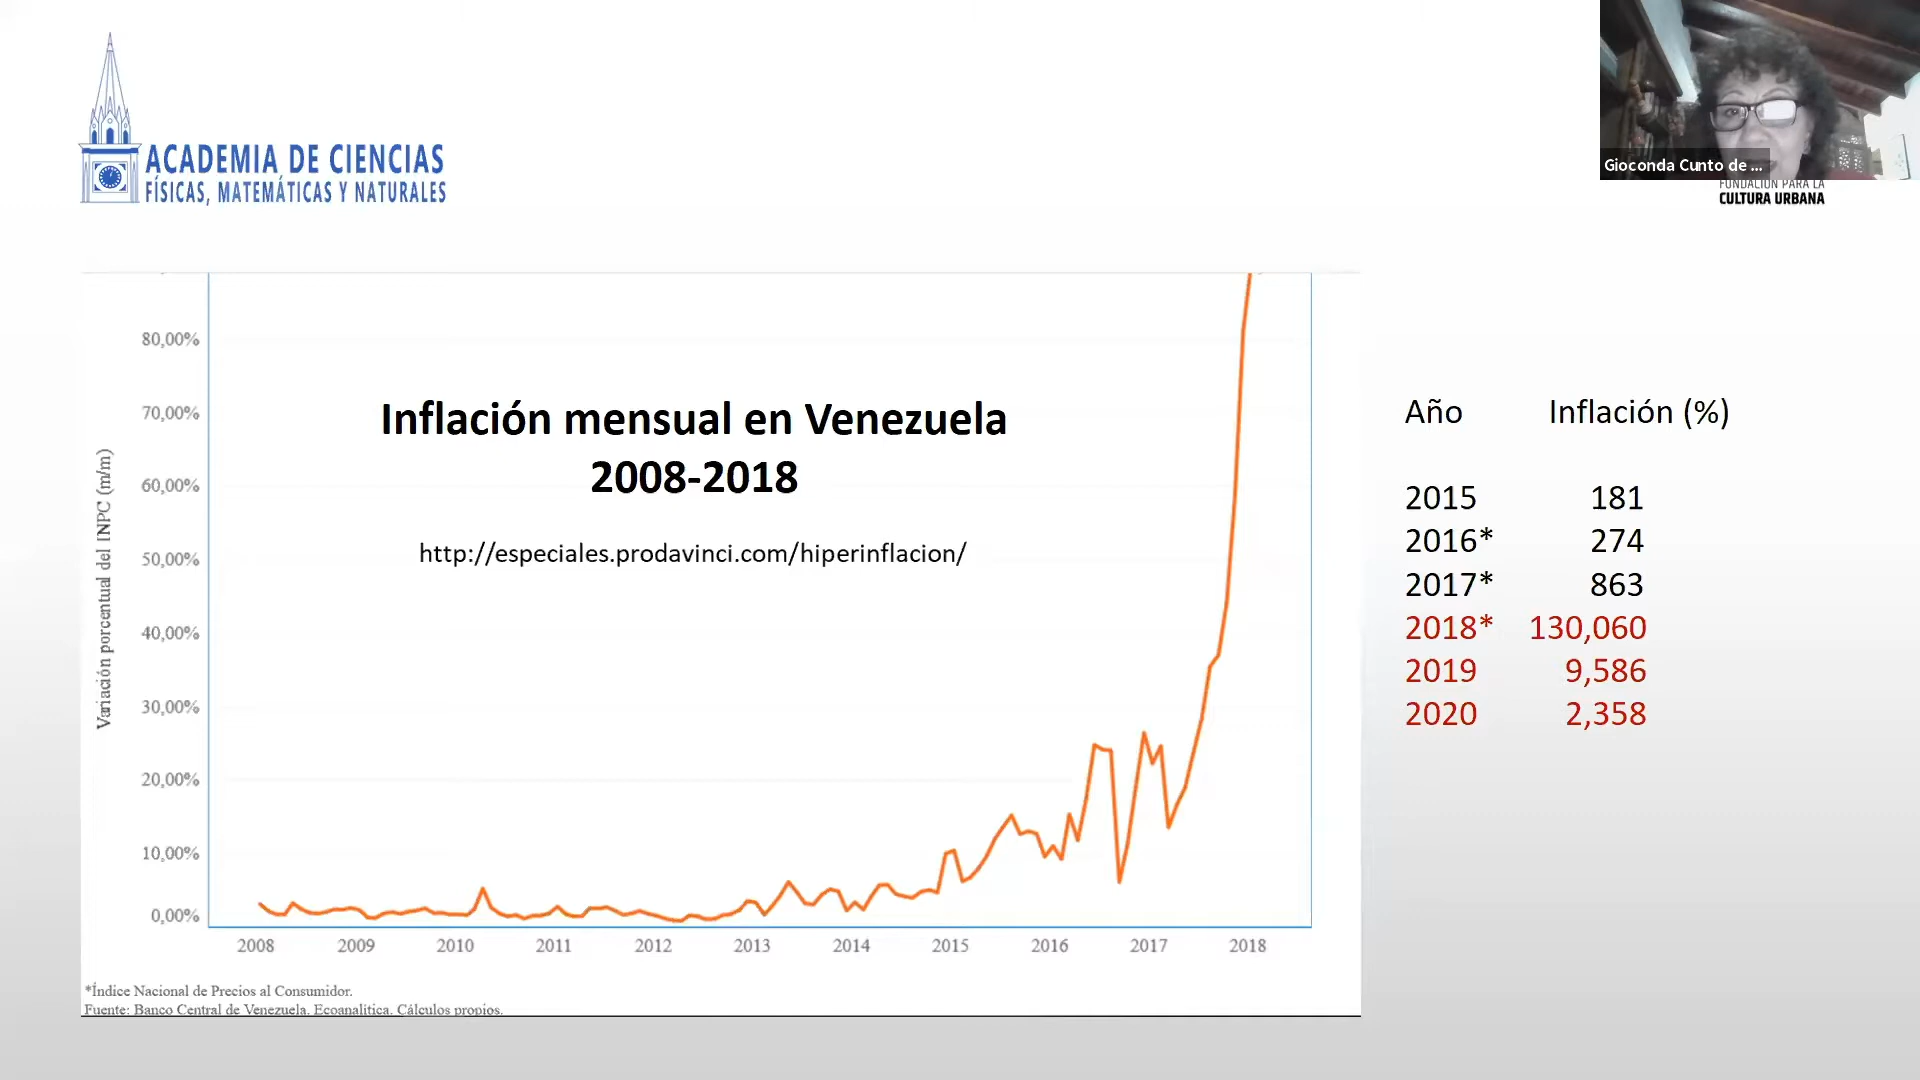 ACADEMIA DE CIENCIAS
FÍSICAS, MATEMÁTICAS Y NATURALES
Gioconda Cunto de ...
FUNDACIÓN PARA LA
CULTURA URBANA
Inflación mensual en Venezuela
2008-2018
http://especiales.prodavinci.com/hiperinflacion/
Variación porcentual del INPC (m/m)
80,00%
70,00%
60,00%
50,00%
40,00%
30,00%
20,00%
10,00%
0,00%
2008 2009 2010 2011 2012 2013 2014 2015 2016 2017 2018
*Índice Nacional de Precios al Consumidor.
Fuente: Banco Central de Venezuela. Ecoanalítica. Cálculos propios.
Año Inflación (%)
2015 181
2016* 274
2017* 863
2018* 130,060
2019 9,586
2020 2,358